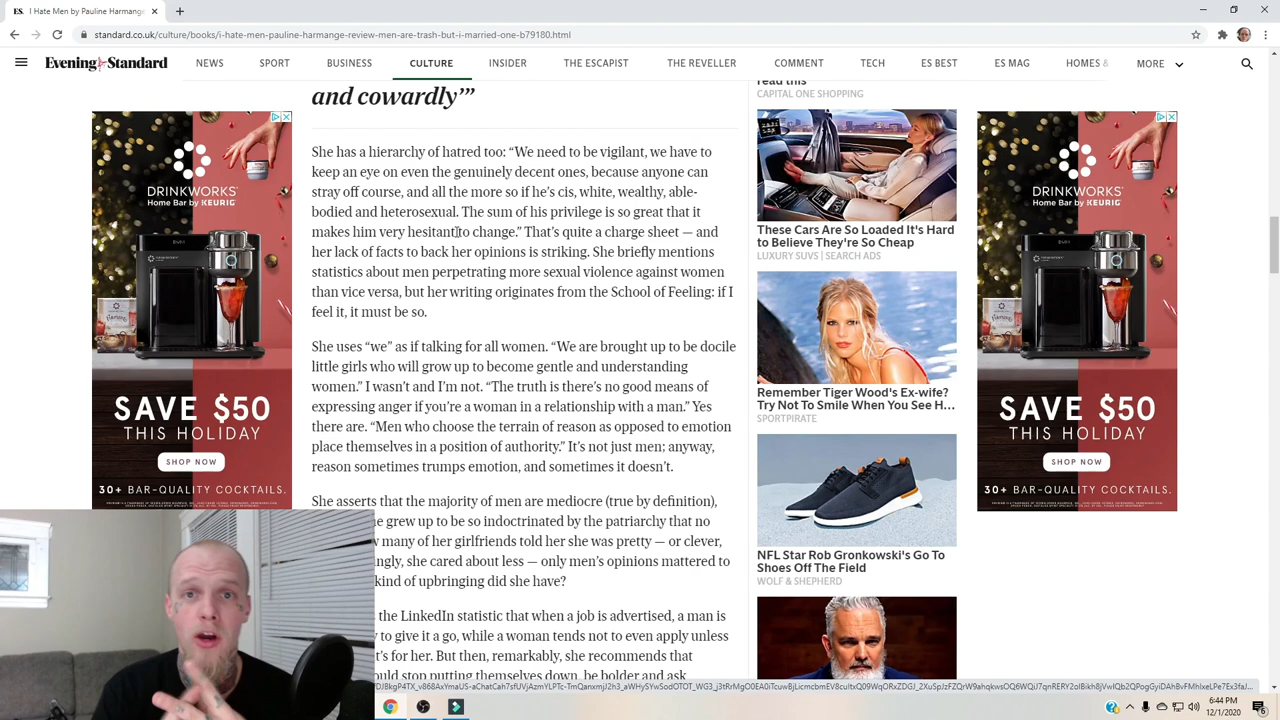 ES. I Hate Men by Pauline Harmange
standard.co.uk/culture/books/i-hate-men-pauline-harmange-review-men-are-trash-but-i-married-one-b79180.html
Evening Standard
NEWS
SPORT
BUSINESS
CULTURE
INSIDER
THE ESCAPIST
THE REVELLER
COMMENT
TECH
ES BEST
ES MAG
HOMES &
MORE
and cowardly’”
She has a hierarchy of hatred too: “We need to be vigilant, we have to
keep an eye on even the genuinely decent ones, because anyone can
stray off course, and all the more so if he’s cis, white, wealthy, able-
bodied and heterosexual. The sum of his privilege is so great that it
makes him very hesitant to change.” That’s quite a charge sheet — and
her lack of facts to back her opinions is striking. She briefly mentions
statistics about men perpetrating more sexual violence against women
than vice versa, but her writing originates from the School of Feeling: if I
feel it, it must be so.
She uses “we” as if talking for all women. “We are brought up to be docile
little girls who will grow up to become gentle and understanding
women.” I wasn’t and I’m not. “The truth is there’s no good means of
expressing anger if you’re a woman in a relationship with a man.” Yes
there are. “Men who choose the terrain of reason as opposed to emotion
place themselves in a position of authority.” It’s not just men; anyway,
reason sometimes trumps emotion, and sometimes it doesn’t.
She asserts that the majority of men are mediocre (er, by definition),
e grew up to be so indoctrinated by the patriarchy that no
many of her girlfriends told her she was pretty — or clever,
ingly, she cared about less — only men’s opinions mattered to
kind of upbringing did she have?
the LinkedIn statistic that when a job is advertised, a man is
to give it a go, while a woman tends not to even apply unless
t’s for her. But then, remarkably, she recommends that
ould stop putting themselves down, be bolder and ask
read this
CAPITAL ONE SHOPPING
These Cars Are So Loaded It's Hard
to Believe They're So Cheap
LUXURY SUVS | SEARCH ADS
Remember Tiger Wood's Ex-wife?
Try Not To Smile When You See H...
SPORTPIRATE
NFL Star Rob Gronkowski's Go To
Shoes Off The Field
WOLF & SHEPHERD
DRINKWORKS
Home Bar by KEURIG
SAVE $50
THIS HOLIDAY
SHOP NOW
30+ BAR-QUALITY COCKTAILS.
DRINKWORKS
Home Bar by KEURIG
SAVE $50
THIS HOLIDAY
SHOP NOW
30+ BAR-QUALITY COCKTAILS.
6:44 PM
12/1/2020